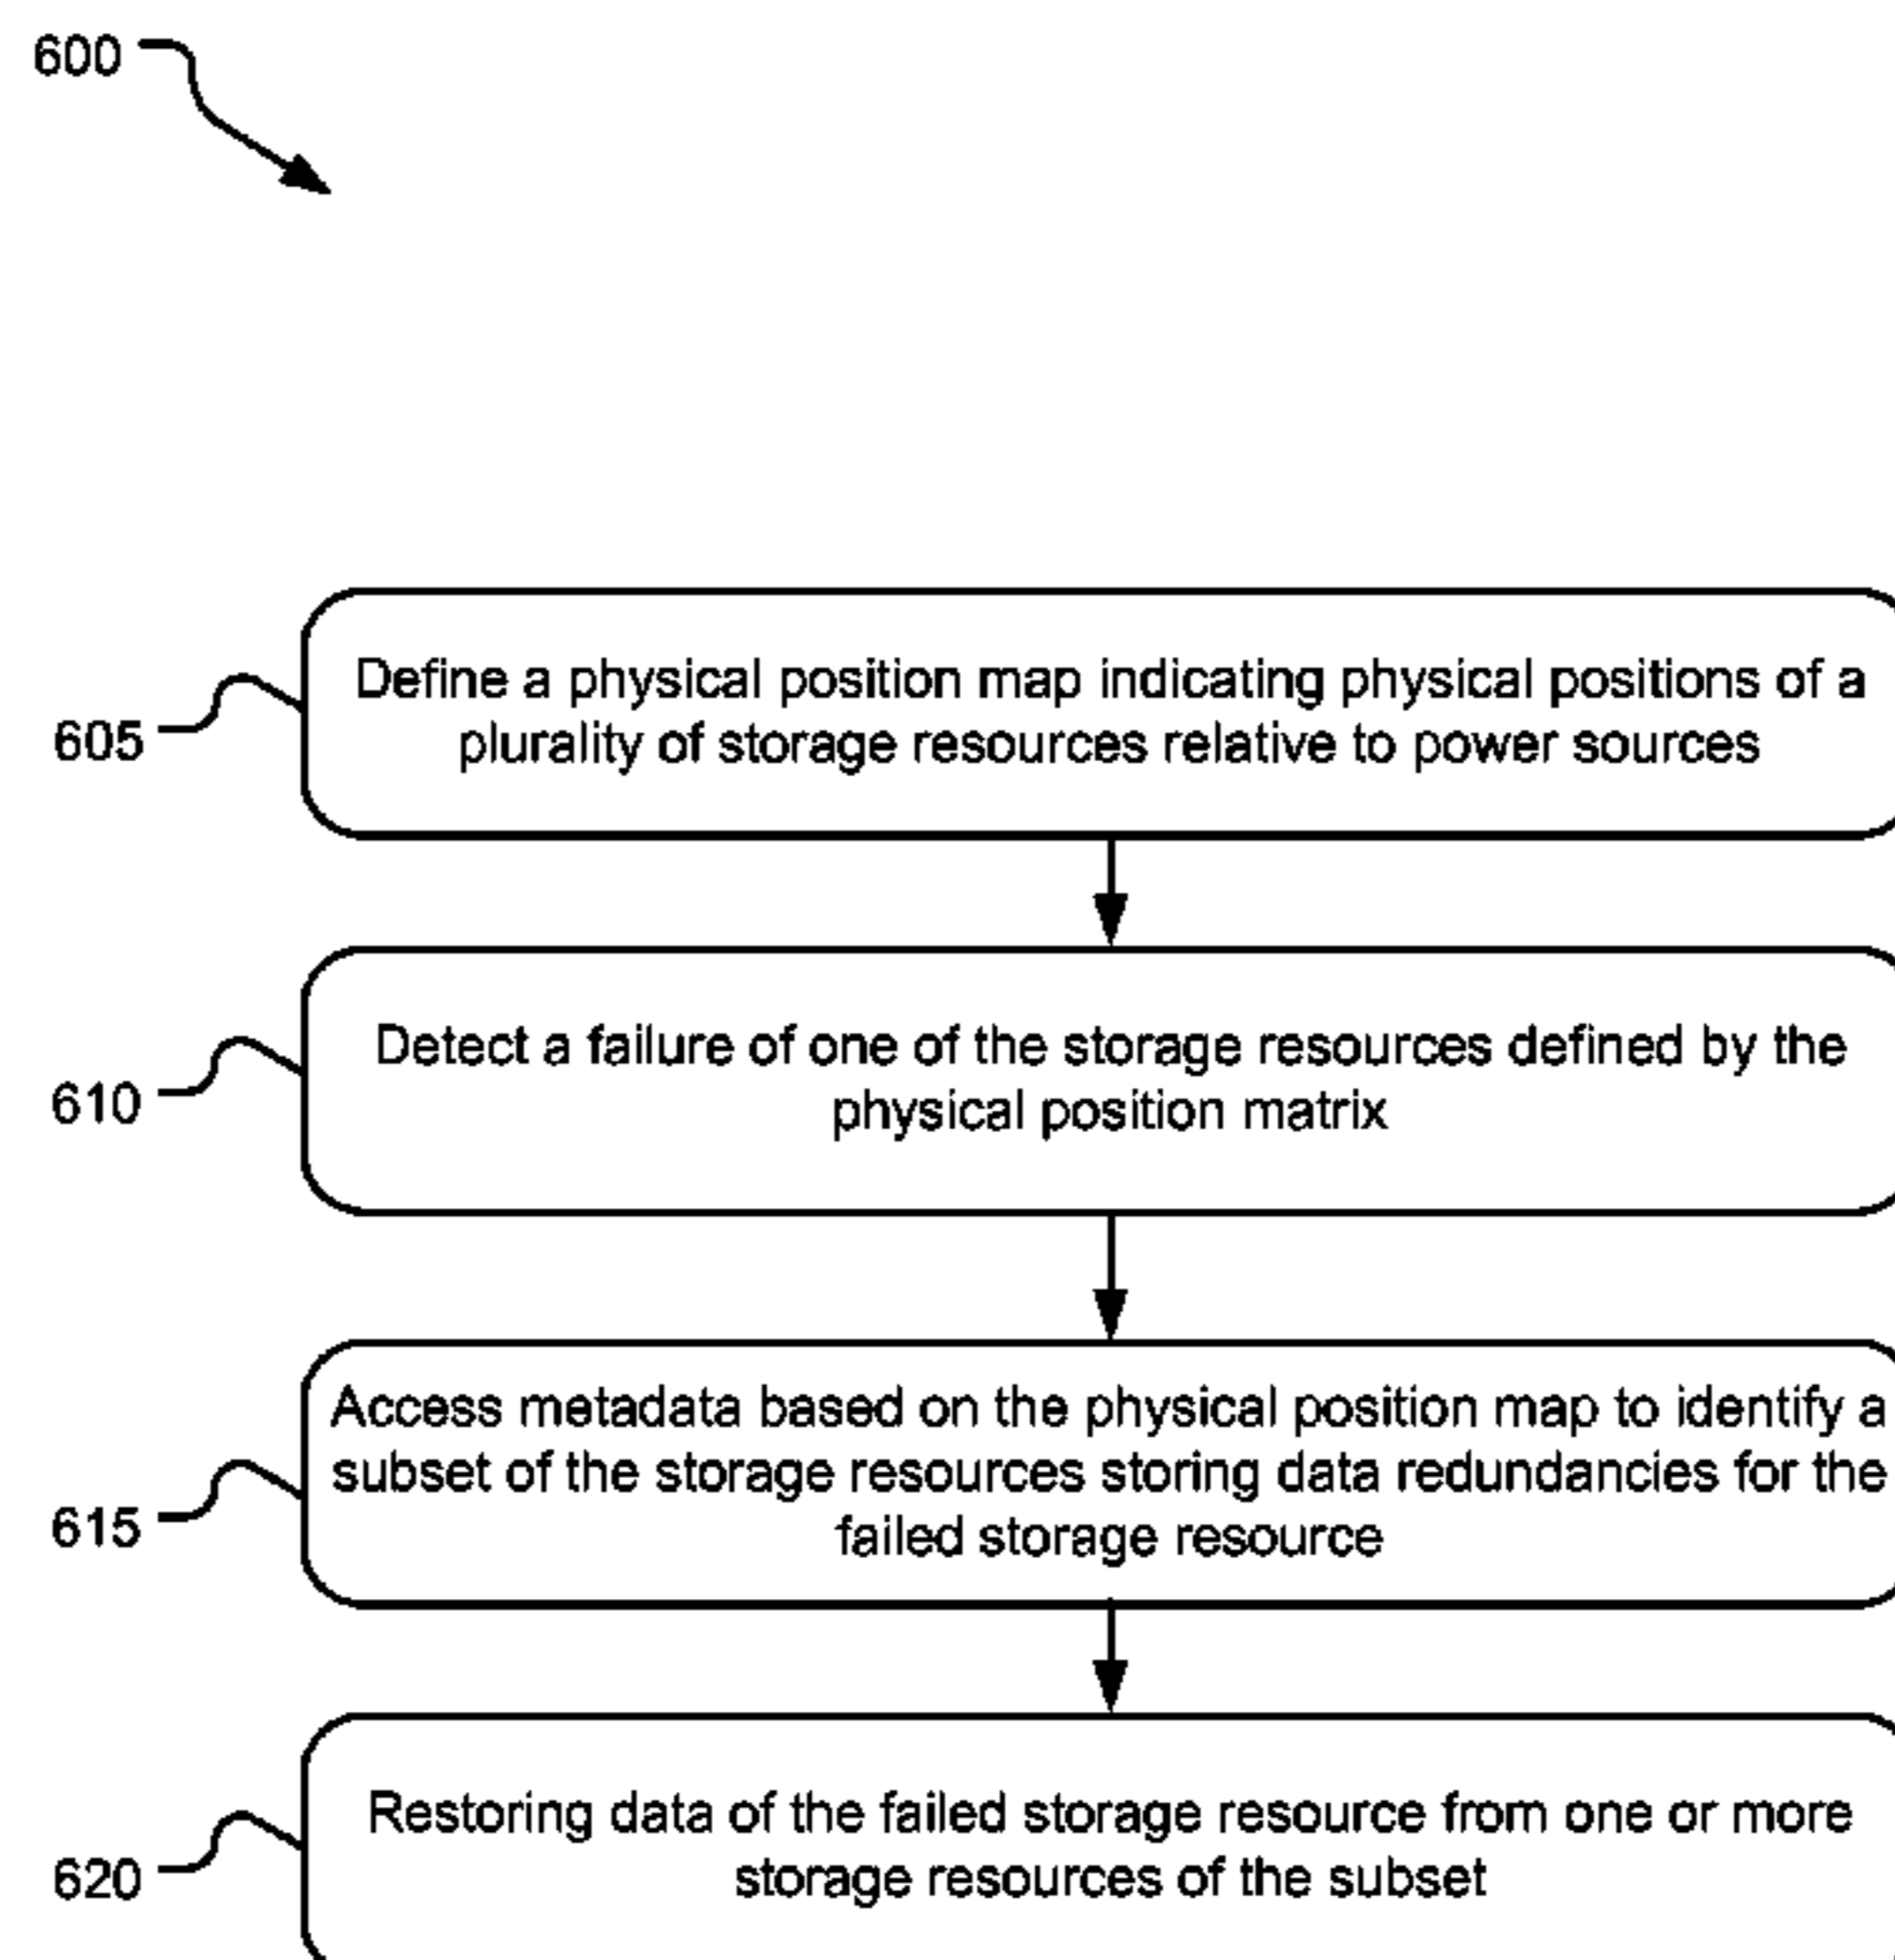 600
605
Define a physical position map indicating physical positions of a
plurality of storage resources relative to power sources
610
Detect a failure of one of the storage resources defined by the
physical position matrix
615
Access metadata based on the physical position map to identify a
subset of the storage resources storing data redundancies for the
failed storage resource
620
Restoring data of the failed storage resource from one or more
storage resources of the subset